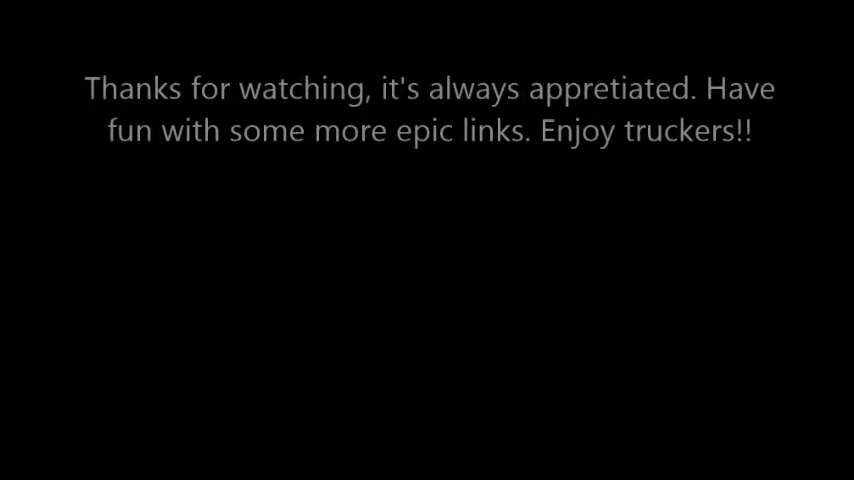 Thanks for watching, it's always appretiated. Have
fun with some more epic links. Enjoy truckers!!